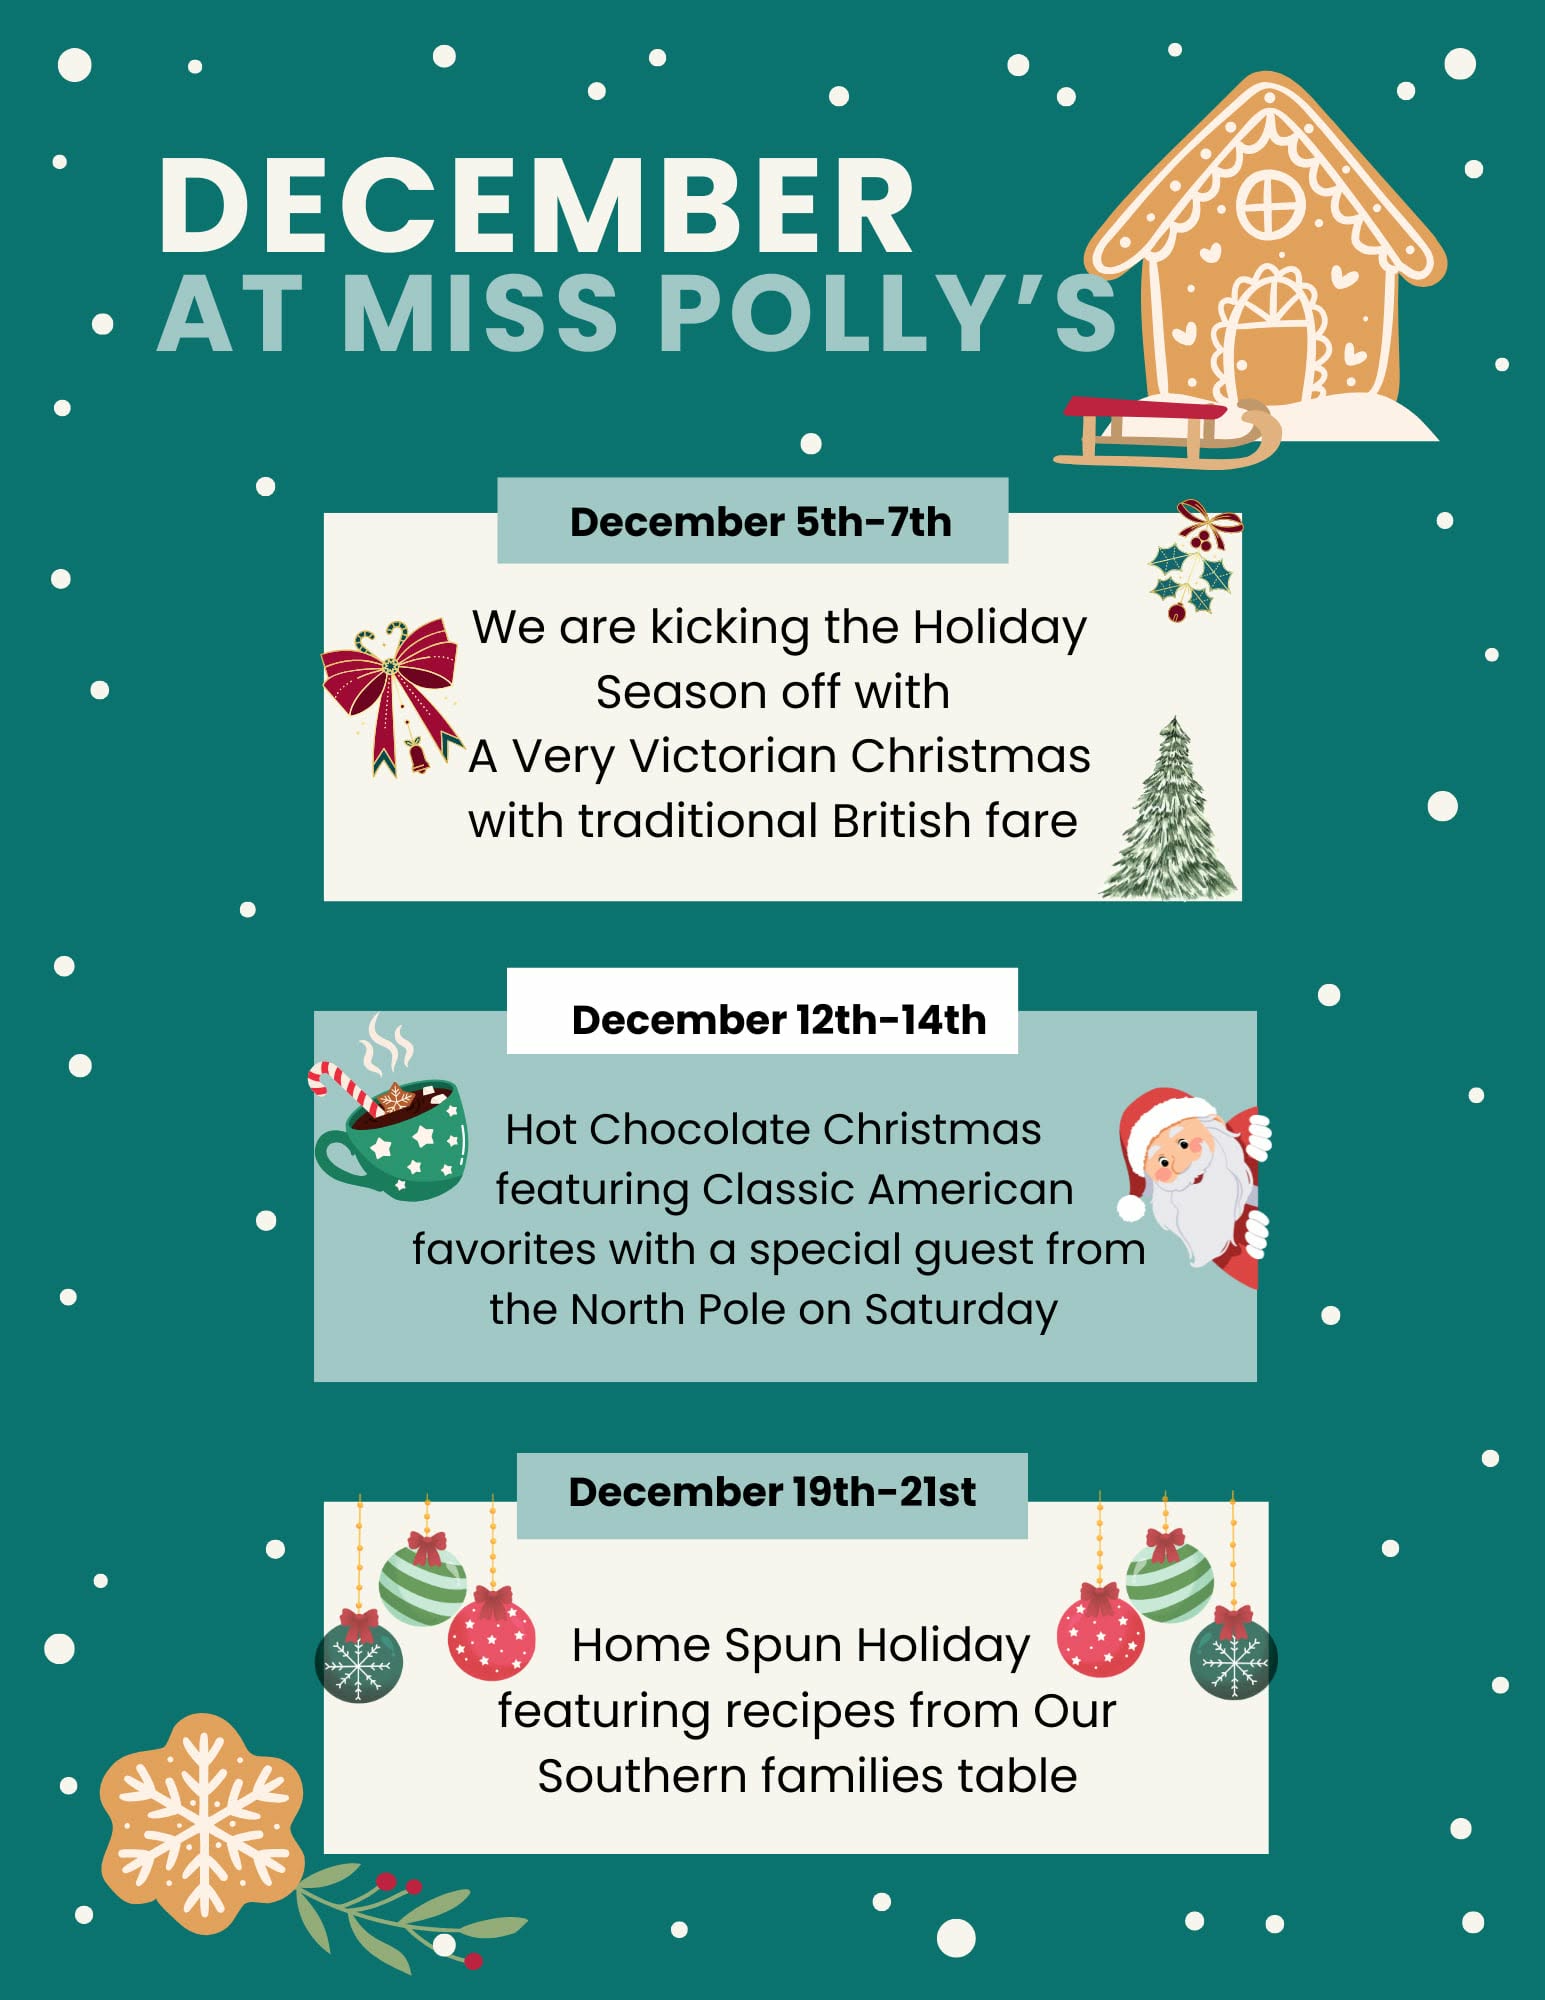 DECEMBER
AT MISS POLLY’S
December 5th-7th
We are kicking the Holiday
Season off with
A Very Victorian Christmas
with traditional British fare
December 12th-14th
Hot Chocolate Christmas
featuring Classic American
favorites with a special guest from
the North Pole on Saturday
December 19th-21st
Home Spun Holiday
featuring recipes from Our
Southern families table